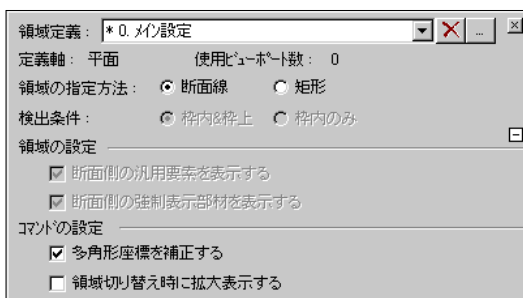 領域定義： * 0. メイン設定 ...
定義軸： 平面 使用ビューポート数： 0
領域の指定方法： 断面線 矩形
検出条件： 枠内&枠上 枠内のみ
領域の設定
断面側の汎用要素を表示する
断面側の強制表示部材を表示する
コマンドの設定
多角形座標を補正する
領域切り替え時に拡大表示する